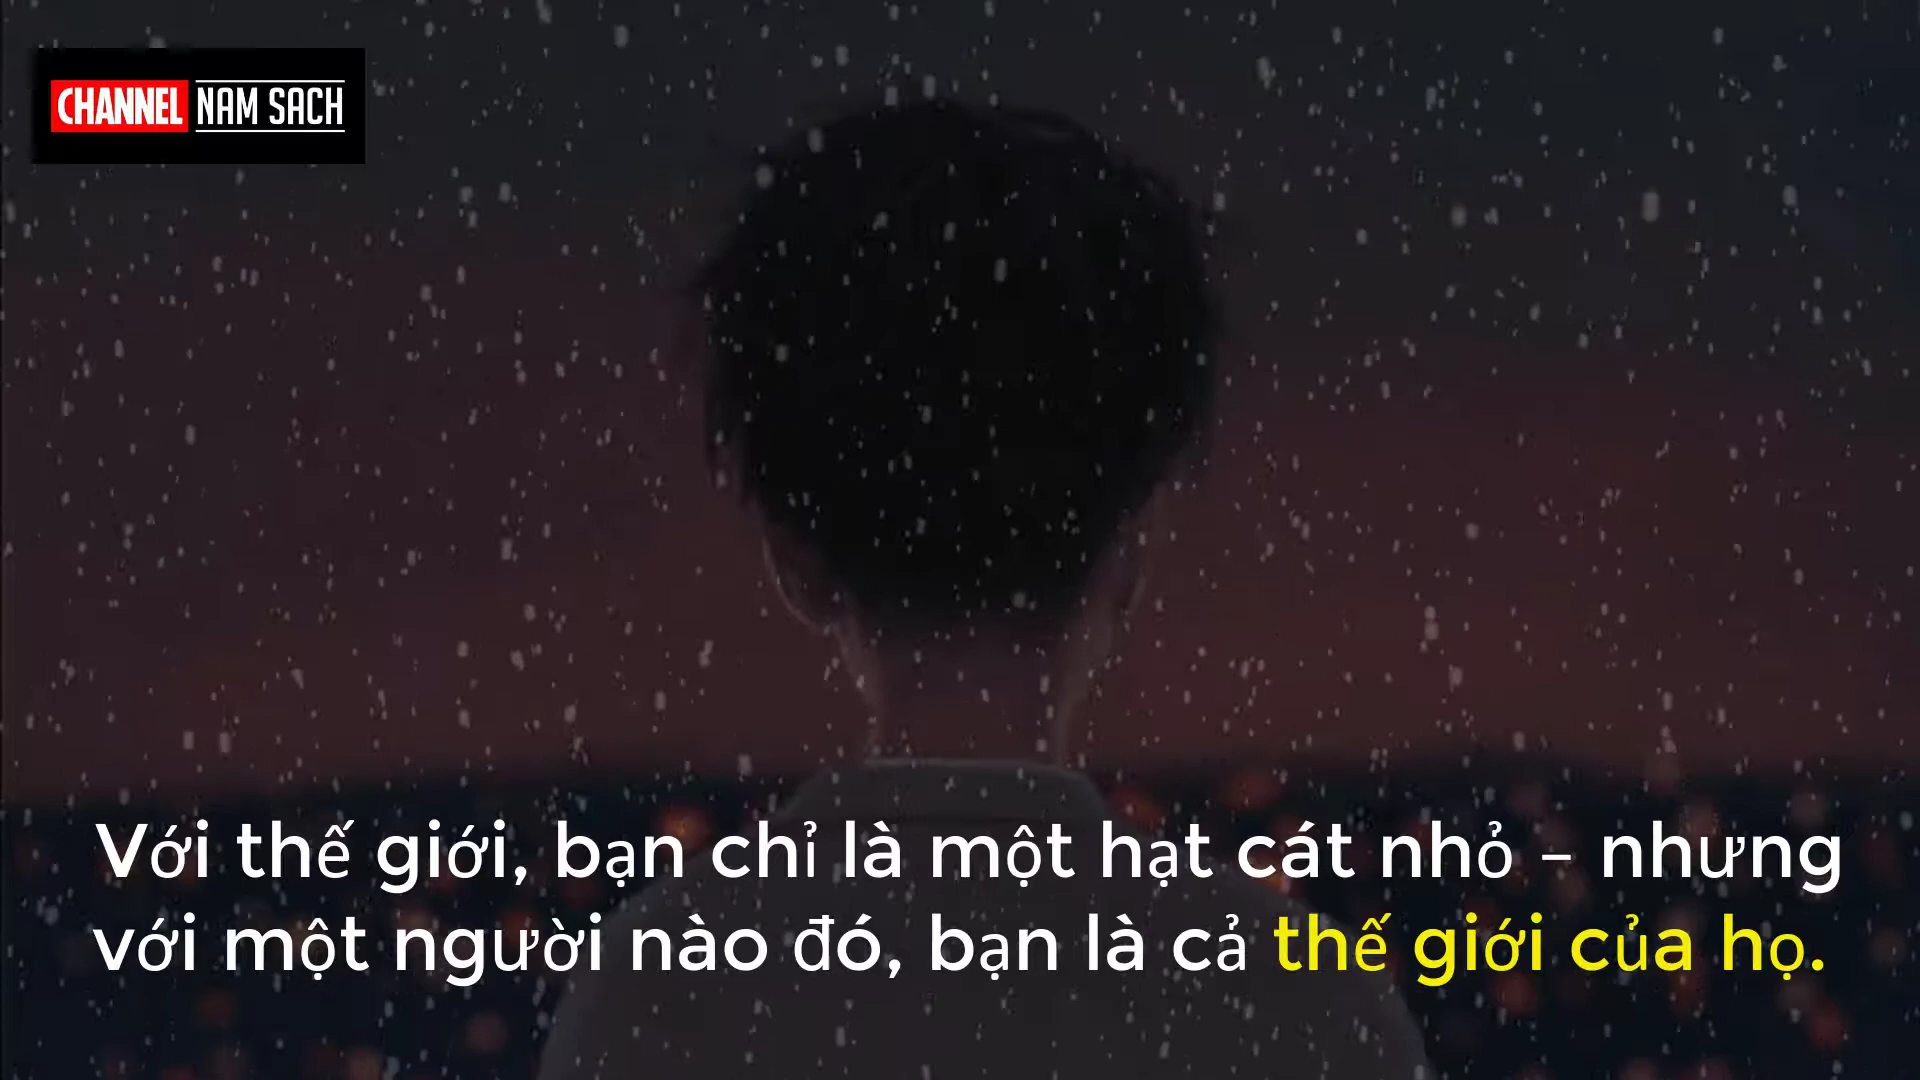 CHANNEL NAM SACH
Với thế giới, bạn chỉ là một hạt cát nhỏ – nhưng
với một người nào đó, bạn là cả thế giới của họ.